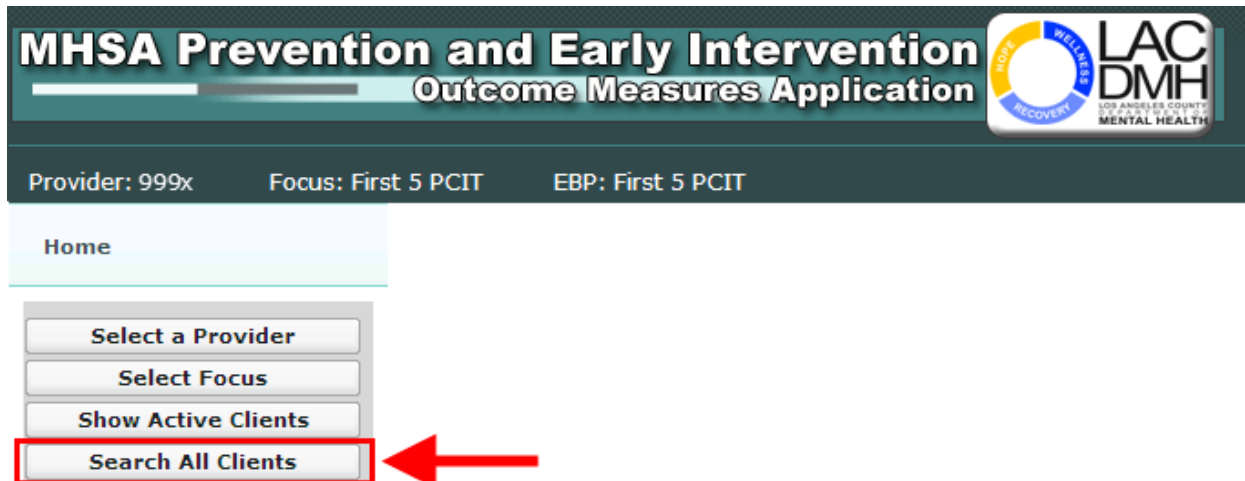 MHSA Prevention and Early Intervention
Outcome Measures Application
HOPE
WELLNESS
RECOVERY
LAC
DMH
LOS ANGELES COUNTY
DEPARTMENT OF
MENTAL HEALTH
Provider: 999x Focus: First 5 PCIT EBP: First 5 PCIT
Home
Select a Provider
Select Focus
Show Active Clients
Search All Clients